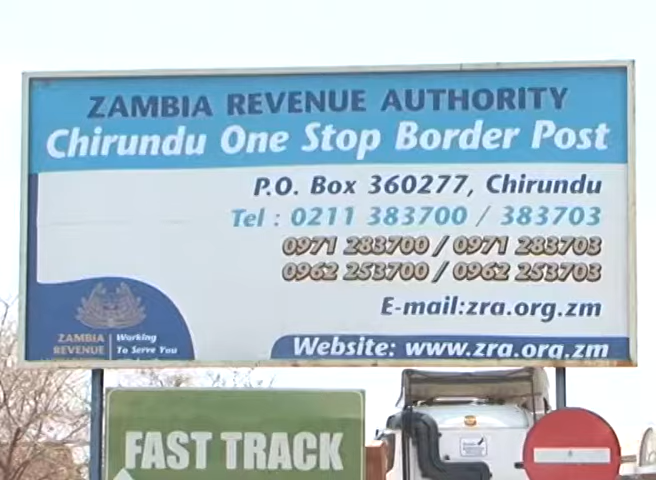 ZAMBIA REVENUE AUTHORITY
Chirundu One Stop Border Post
P.O. Box 360277, Chirundu
Tel : 0211 383700 / 383703
0971 283700 / 0971 283703
0962 253700 / 0962 253703
E-mail:zra.org.zm
ZAMBIA REVENUE
Working To Serve You
Website: www.zra.org.zm
FAST TRACK